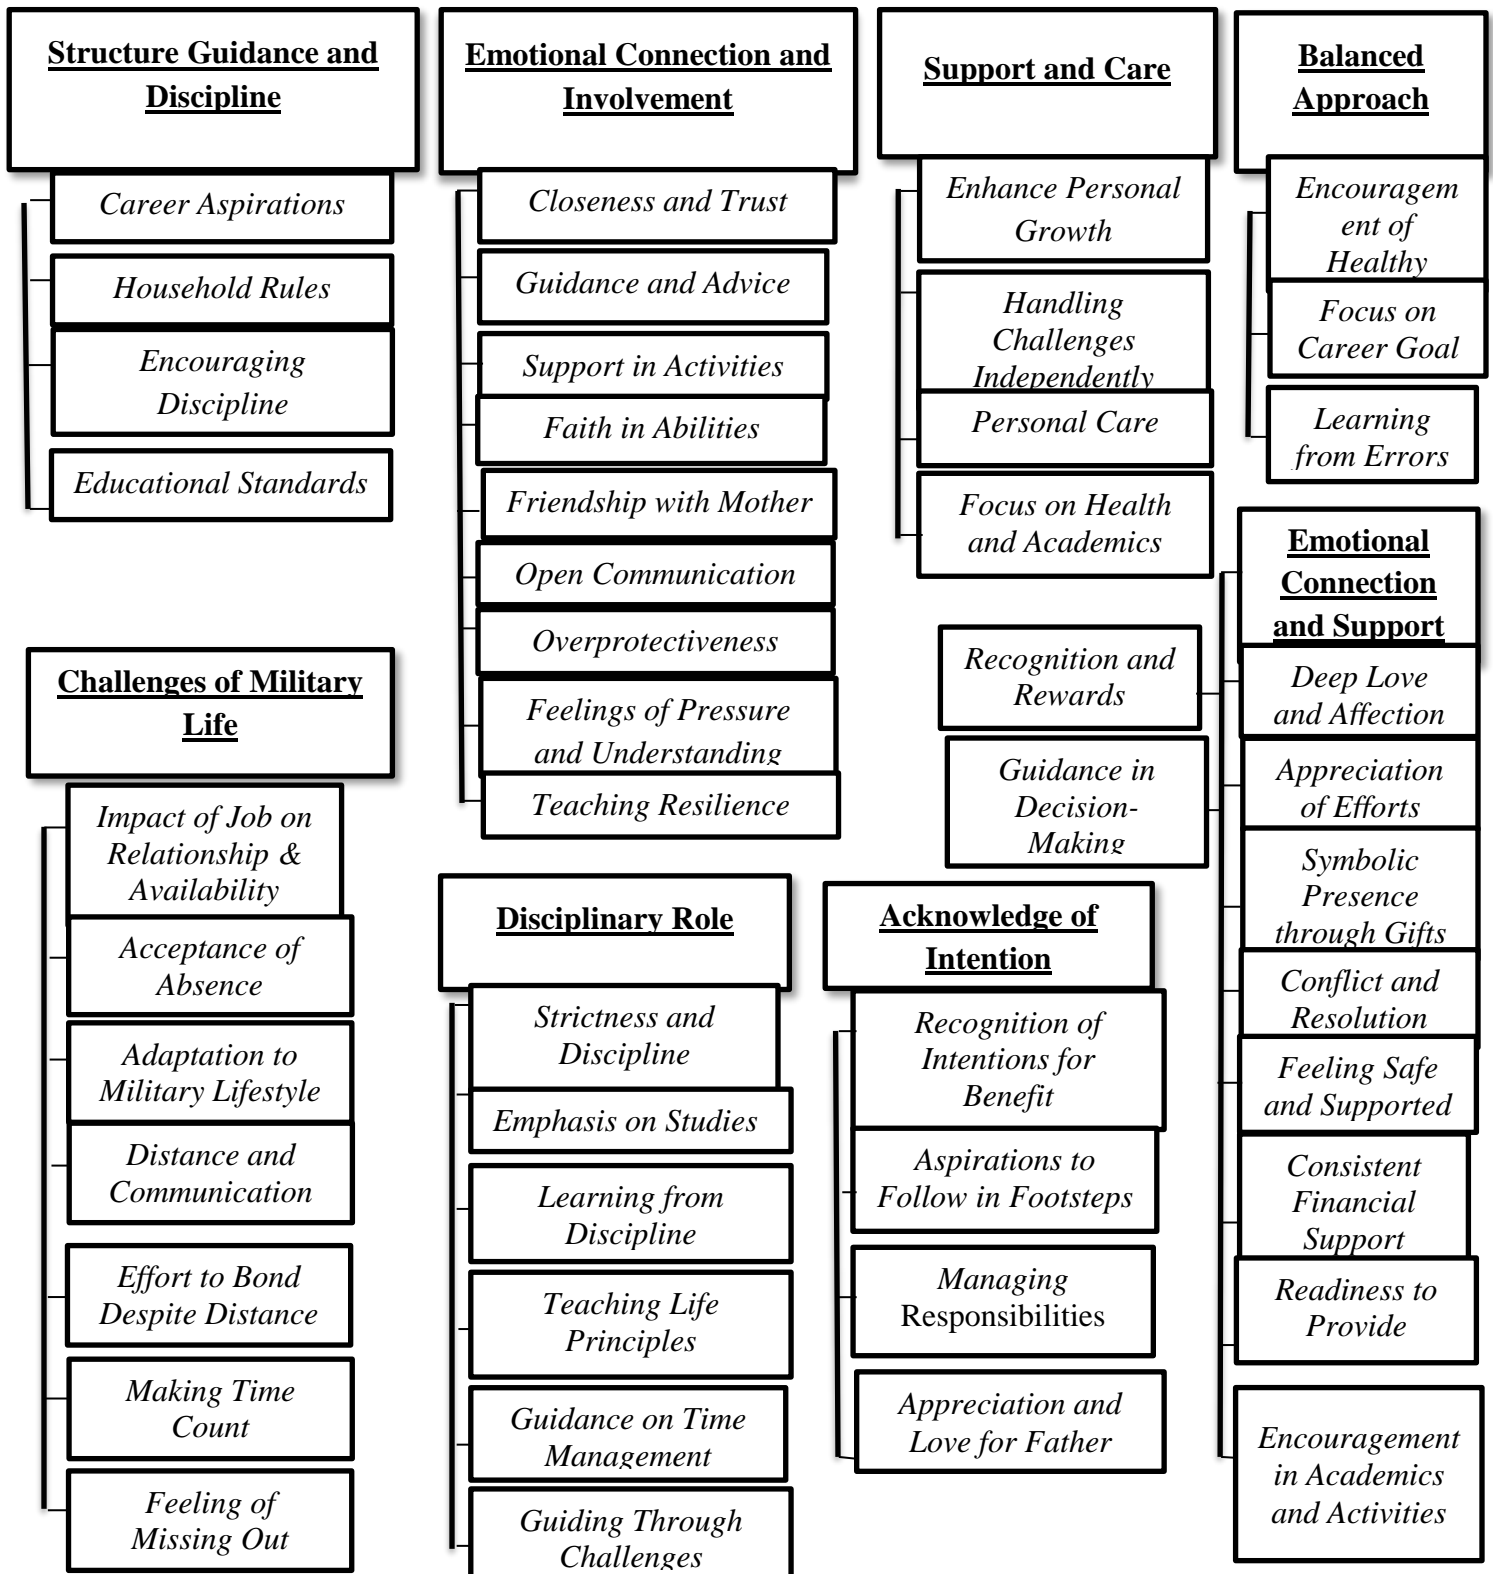 Structure Guidance and
Discipline
Career Aspirations
Household Rules
Encouraging
Discipline
Educational Standards
Emotional Connection and
Involvement
Closeness and Trust
Guidance and Advice
Support in Activities
Faith in Abilities
Friendship with Mother
Open Communication
Overprotectiveness
Feelings of Pressure
and Understanding
Teaching Resilience
Support and Care
Enhance Personal
Growth
Handling
Challenges
Independently
Personal Care
Focus on Health
and Academics
Balanced
Approach
Encouragem
ent of
Healthy
Focus on
Career Goal
Learning
from Errors
Emotional
Connection
and Support
Recognition and
Rewards
Guidance in
Decision-
Making
Deep Love
and Affection
Appreciation
of Efforts
Symbolic
Presence
through Gifts
Conflict and
Resolution
Feeling Safe
and Supported
Consistent
Financial
Support
Readiness to
Provide
Encouragement
in Academics
and Activities
Challenges of Military
Life
Impact of Job on
Relationship &
Availability
Acceptance of
Absence
Adaptation to
Military Lifestyle
Distance and
Communication
Effort to Bond
Despite Distance
Making Time
Count
Feeling of
Missing Out
Disciplinary Role
Strictness and
Discipline
Emphasis on Studies
Learning from
Discipline
Teaching Life
Principles
Guidance on Time
Management
Guiding Through
Challenges
Acknowledge of
Intention
Recognition of
Intentions for
Benefit
Aspirations to
Follow in Footsteps
Managing
Responsibilities
Appreciation and
Love for Father